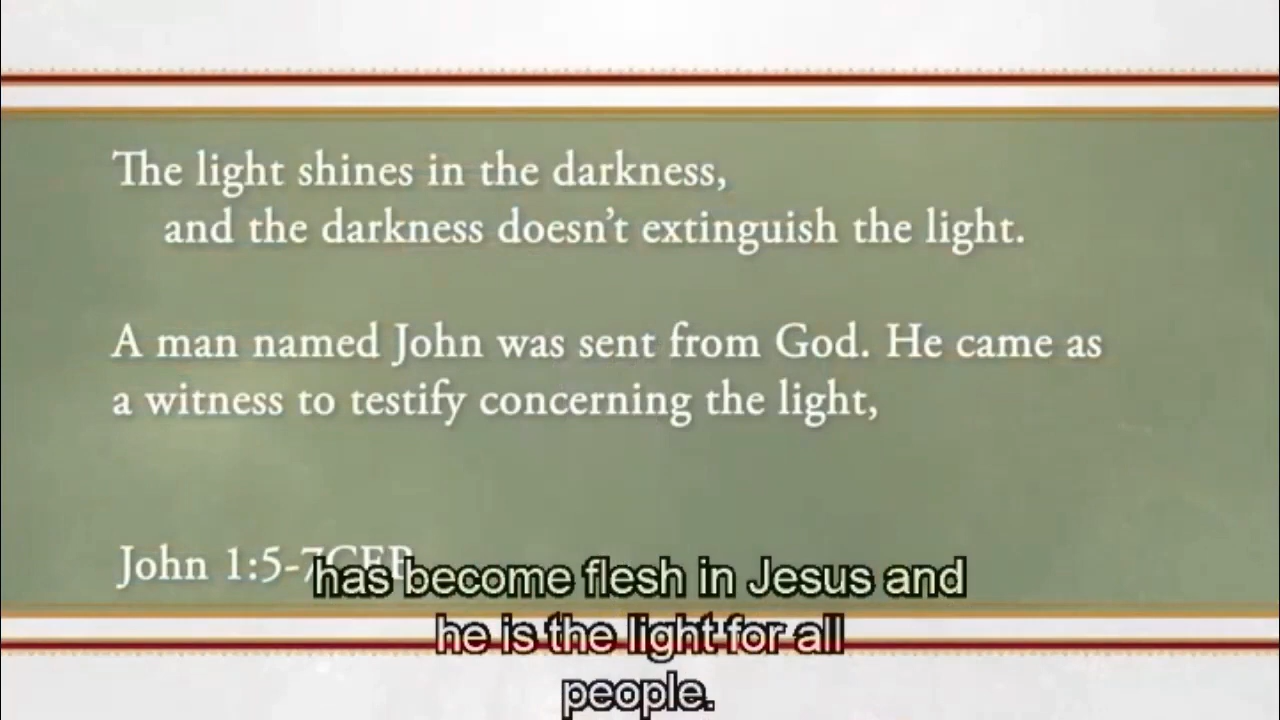 The light shines in the darkness,
and the darkness doesn't extinguish the light.
A man named John was sent from God. He came as
a witness to testify concerning the light,
John 1:5-7CEB
has become flesh in Jesus and
he is the light for all
people.